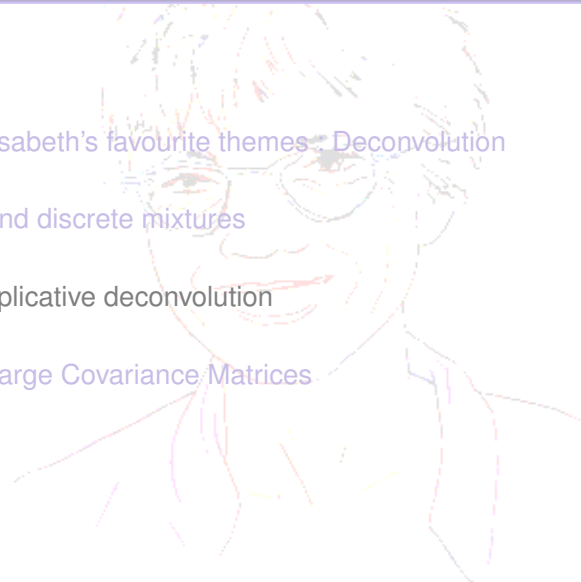 sabeth's favourite themes : Deconvolution
nd discrete mixtures
plicative deconvolution
arge Covariance Matrices